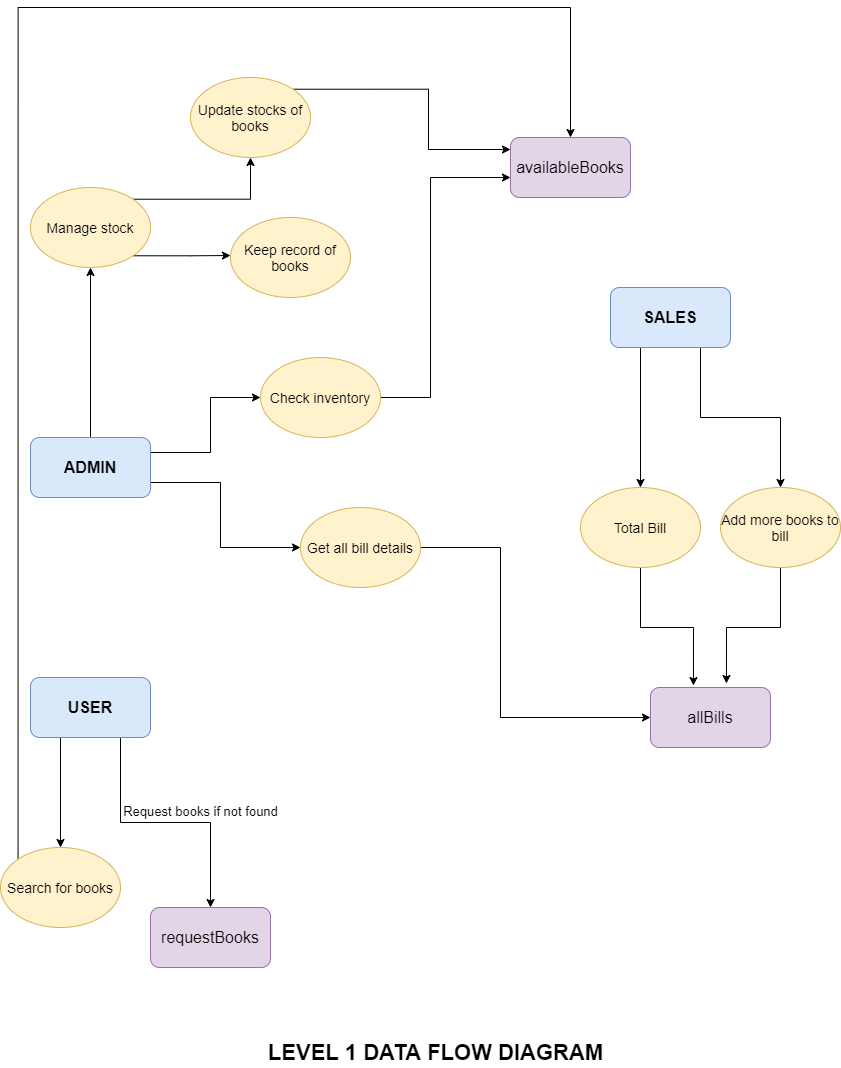 Update stocks of
books
availableBooks
Manage stock
Keep record of
books
SALES
Check inventory
ADMIN
Total Bill
Add more books to
bill
Get all bill details
USER
allBills
Request books if not found
Search for books
requestBooks
LEVEL 1 DATA FLOW DIAGRAM